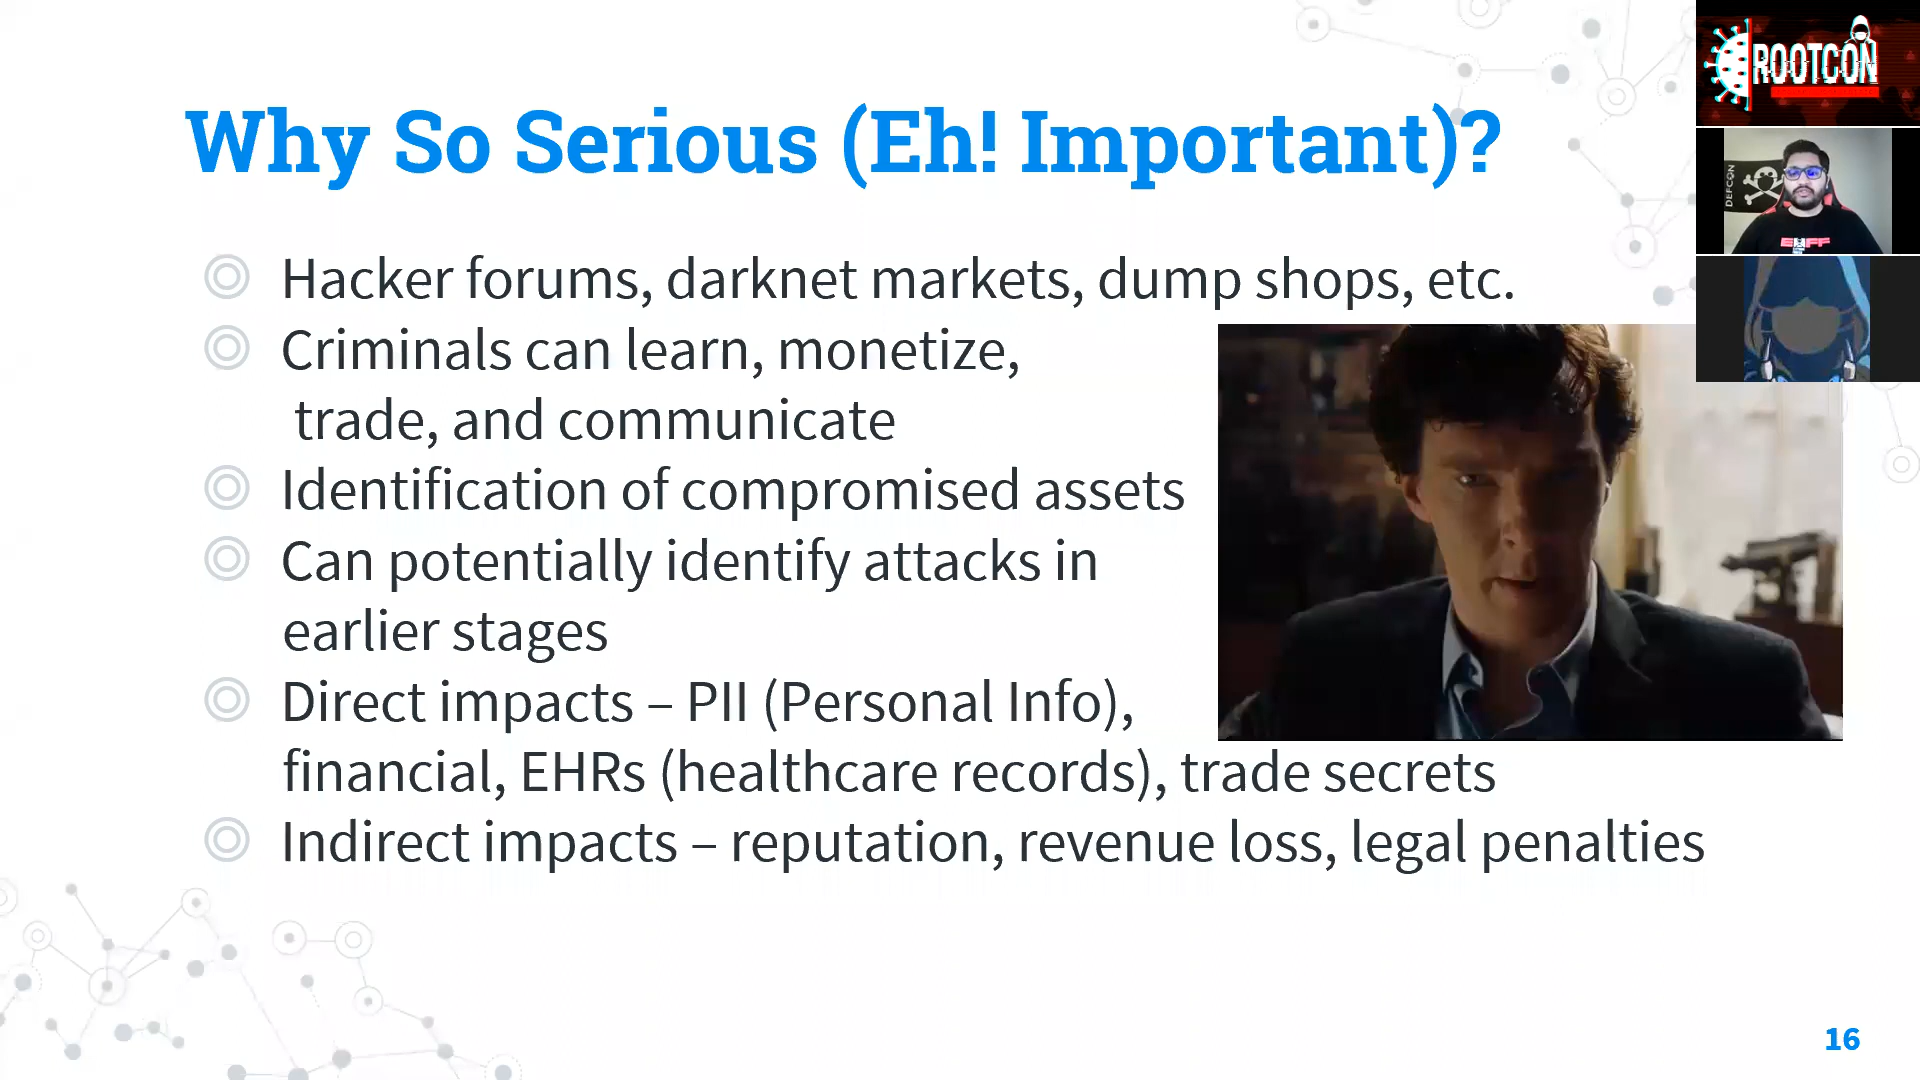 Why So Serious (Eh! Important)?
Hacker forums, darknet markets, dump shops, etc.
Criminals can learn, monetize,
trade, and communicate
Identification of compromised assets
Can potentially identify attacks in
earlier stages
Direct impacts – PII (Personal Info),
financial, EHRs (healthcare records), trade secrets
Indirect impacts – reputation, revenue loss, legal penalties
16
ROOTCON
DEFCON